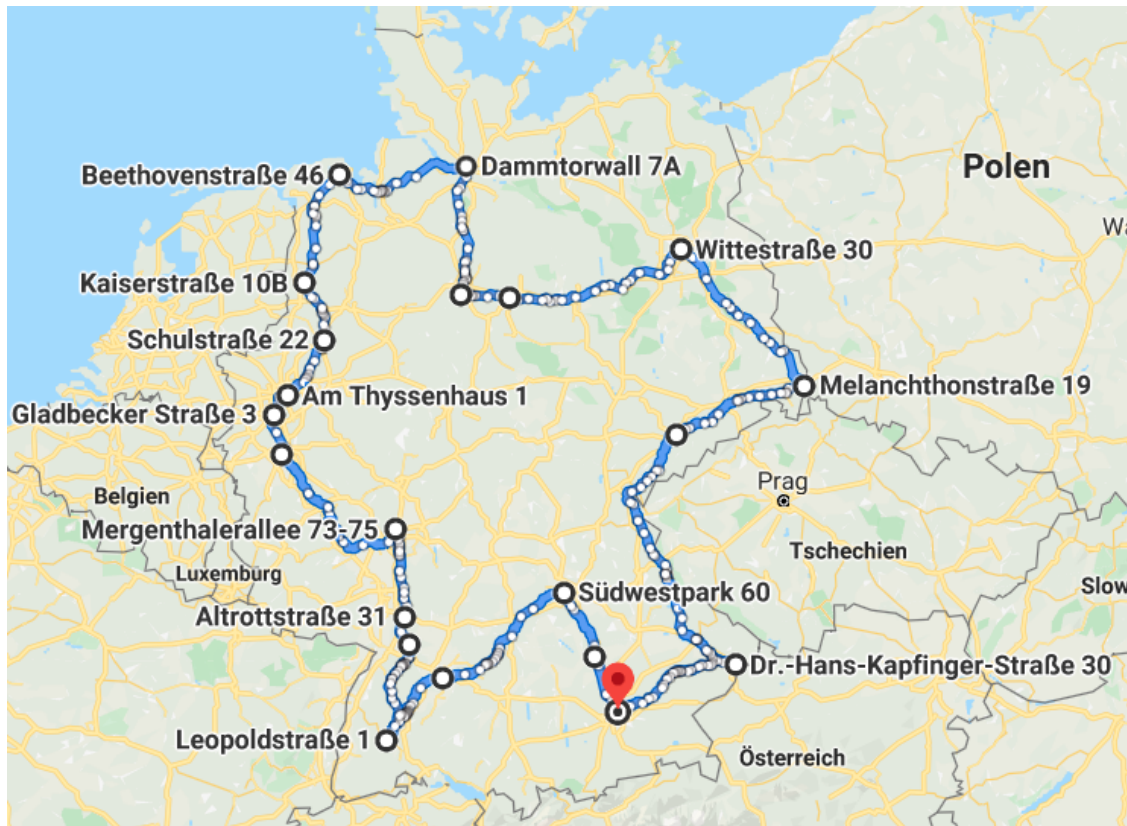 Beethovenstraße 46
Dammtorwall 7A
Polen
Wa
Wittestraße 30
Kaiserstraße 10B
Schulstraße 22
Am Thyssenhaus 1
Melanchthonstraße 19
Gladbecker Straße 3
Prag
Belgien
Mergenthalerallee 73-75
Tschechien
Luxemburg
Südwestpark 60
Slow
Altrottstraße 31
Dr.-Hans-Kapfinger-Straße 30
Leopoldstraße 1
Österreich